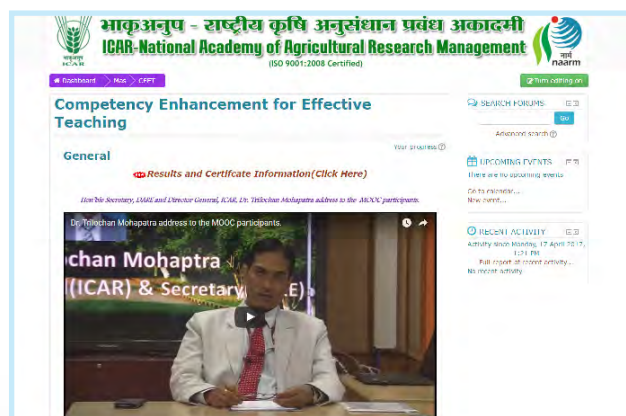 भाकृअनुप - राष्ट्रीय कृषि अनुसंधान प्रबंध अकादमी
ICAR-National Academy of Agricultural Research Management
(ISO 9001:2008 Certified)
ICAR
नार्म
naarm
Dashboard Mas CEET
Turn editing on
Competency Enhancement for Effective
Teaching
Your progress
General
Results and Certifcate Information(Click Here)
Hon'ble Secretary, DARE and Director General, ICAR, Dr. Trilochan Mohapatra address to the MOOC participants.
Dr. Trilochan Mohapatra address to the MOOC participants.
ochan Mohaptra
l(ICAR) & Secretary E)
SEARCH FORUMS
Go
Advanced search
UPCOMING EVENTS
There are no upcoming events
Go to calendar...
New event...
RECENT ACTIVITY
Activity since Monday, 17 April 2017,
1:21 PM
Full report of recent activity...
No recent activity